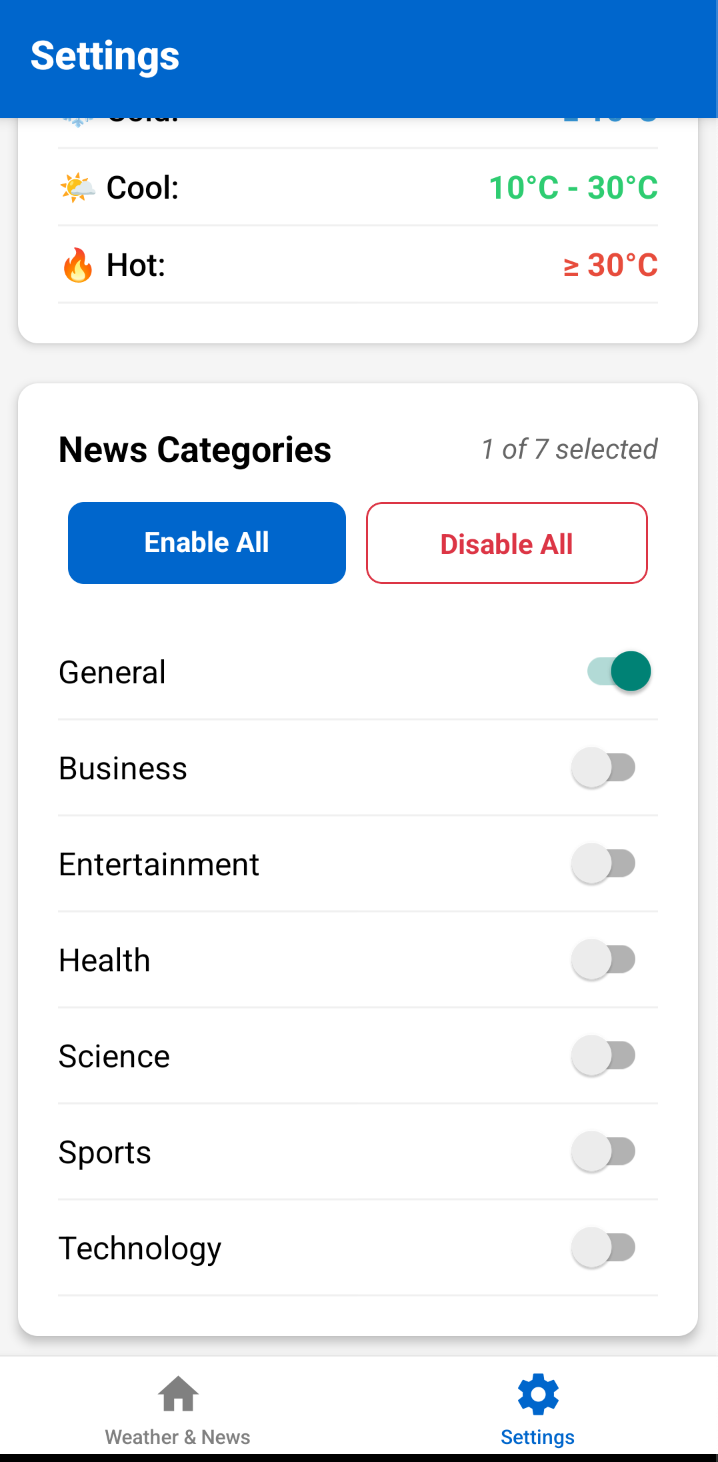 Settings
Cool: 10°C - 30°C
Hot: ≥ 30°C
News Categories 1 of 7 selected
Enable All Disable All
General
Business
Entertainment
Health
Science
Sports
Technology
Weather & News Settings